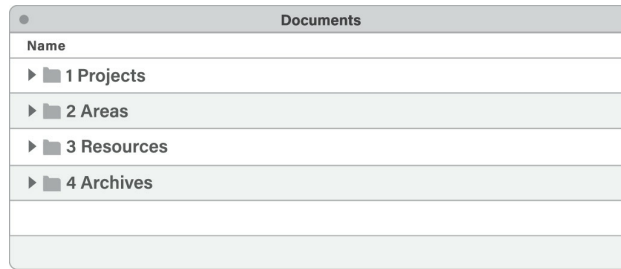 Documents
Name
1 Projects
2 Areas
3 Resources
4 Archives